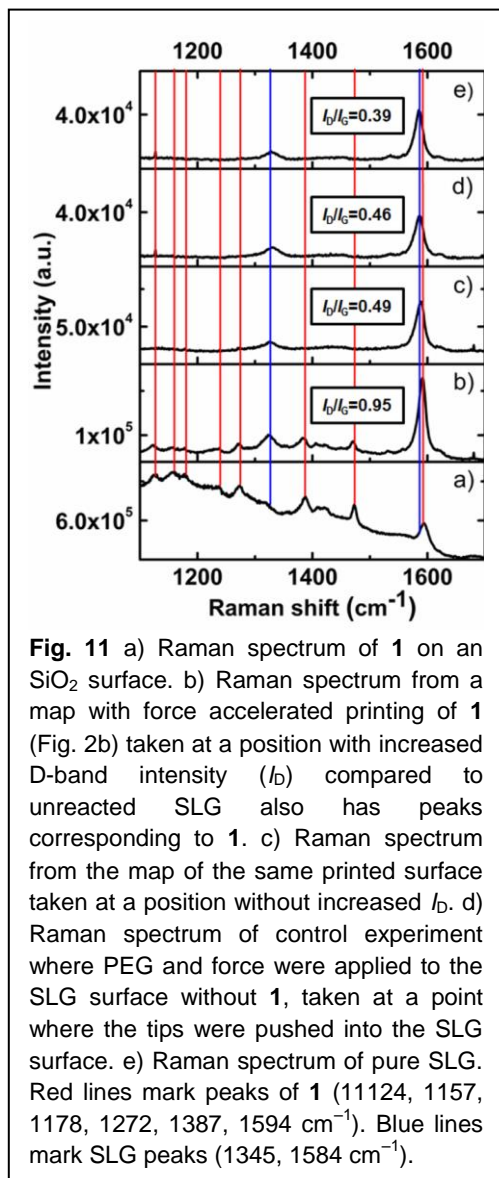 1200 1400 1600
e)
4.0x10⁴
I_D/I_G=0.39
d)
4.0x10⁴
I_D/I_G=0.46
c)
5.0x10⁴
I_D/I_G=0.49
b)
1x10⁵
I_D/I_G=0.95
a)
6.0x10⁵
Intensity (a.u.)
1200 1400 1600
Raman shift (cm⁻¹)
Fig. 11 a) Raman spectrum of 1 on an
SiO₂ surface. b) Raman spectrum from a
map with force accelerated printing of 1
(Fig. 2b) taken at a position with increased
D-band intensity (I_D) compared to
unreacted SLG also has peaks
corresponding to 1. c) Raman spectrum
from the map of the same printed surface
taken at a position without increased I_D. d)
Raman spectrum of control experiment
where PEG and force were applied to the
SLG surface without 1, taken at a point
where the tips were pushed into the SLG
surface. e) Raman spectrum of pure SLG.
Red lines mark peaks of 1 (11124, 1157,
1178, 1272, 1387, 1594 cm⁻¹). Blue lines
mark SLG peaks (1345, 1584 cm⁻¹).